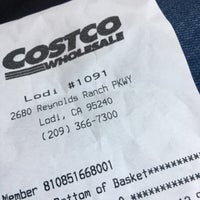 COSTCO
WHOLESALE
Lodi #1091
2680 Reynolds Ranch PKWY
Lodi, CA 95240
(209) 366-7300
Member 810851668001
Bottom of Basket**********